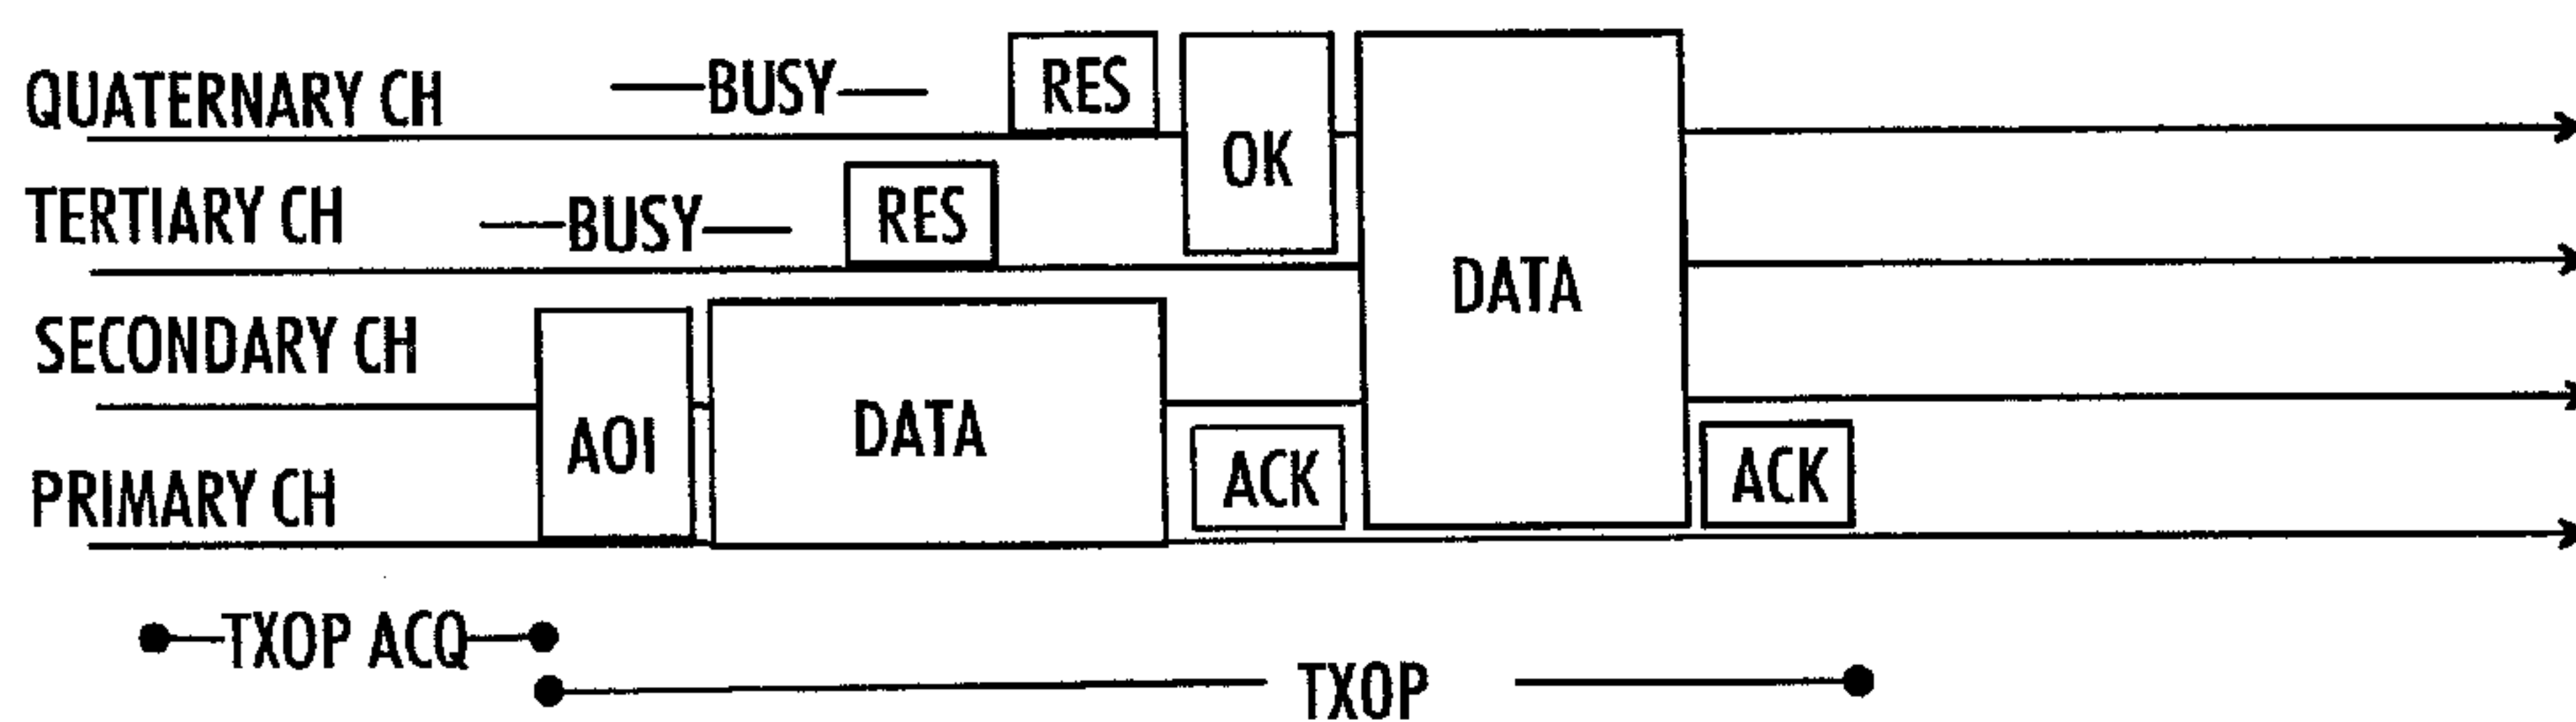 QUATERNARY CH BUSY RES OK
TERTIARY CH BUSY RES DATA
SECONDARY CH AOI DATA
PRIMARY CH ACK ACK
TXOP ACQ
TXOP